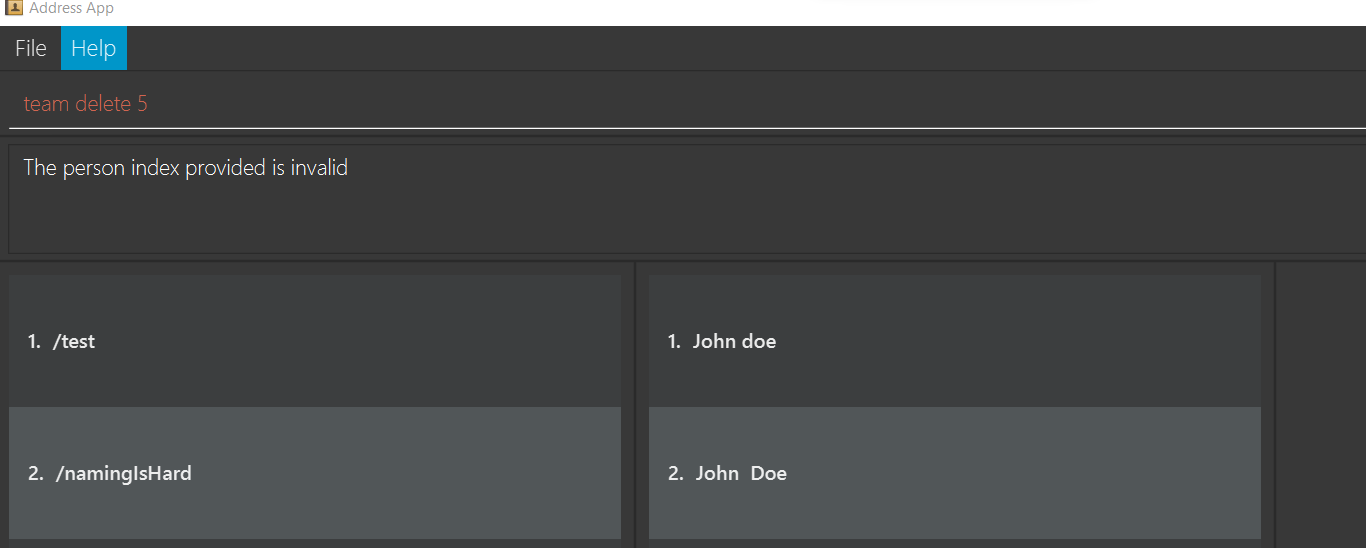 Address App
File Help
team delete 5
The person index provided is invalid
1. /test
2. /namingIsHard
1. John doe
2. John  Doe